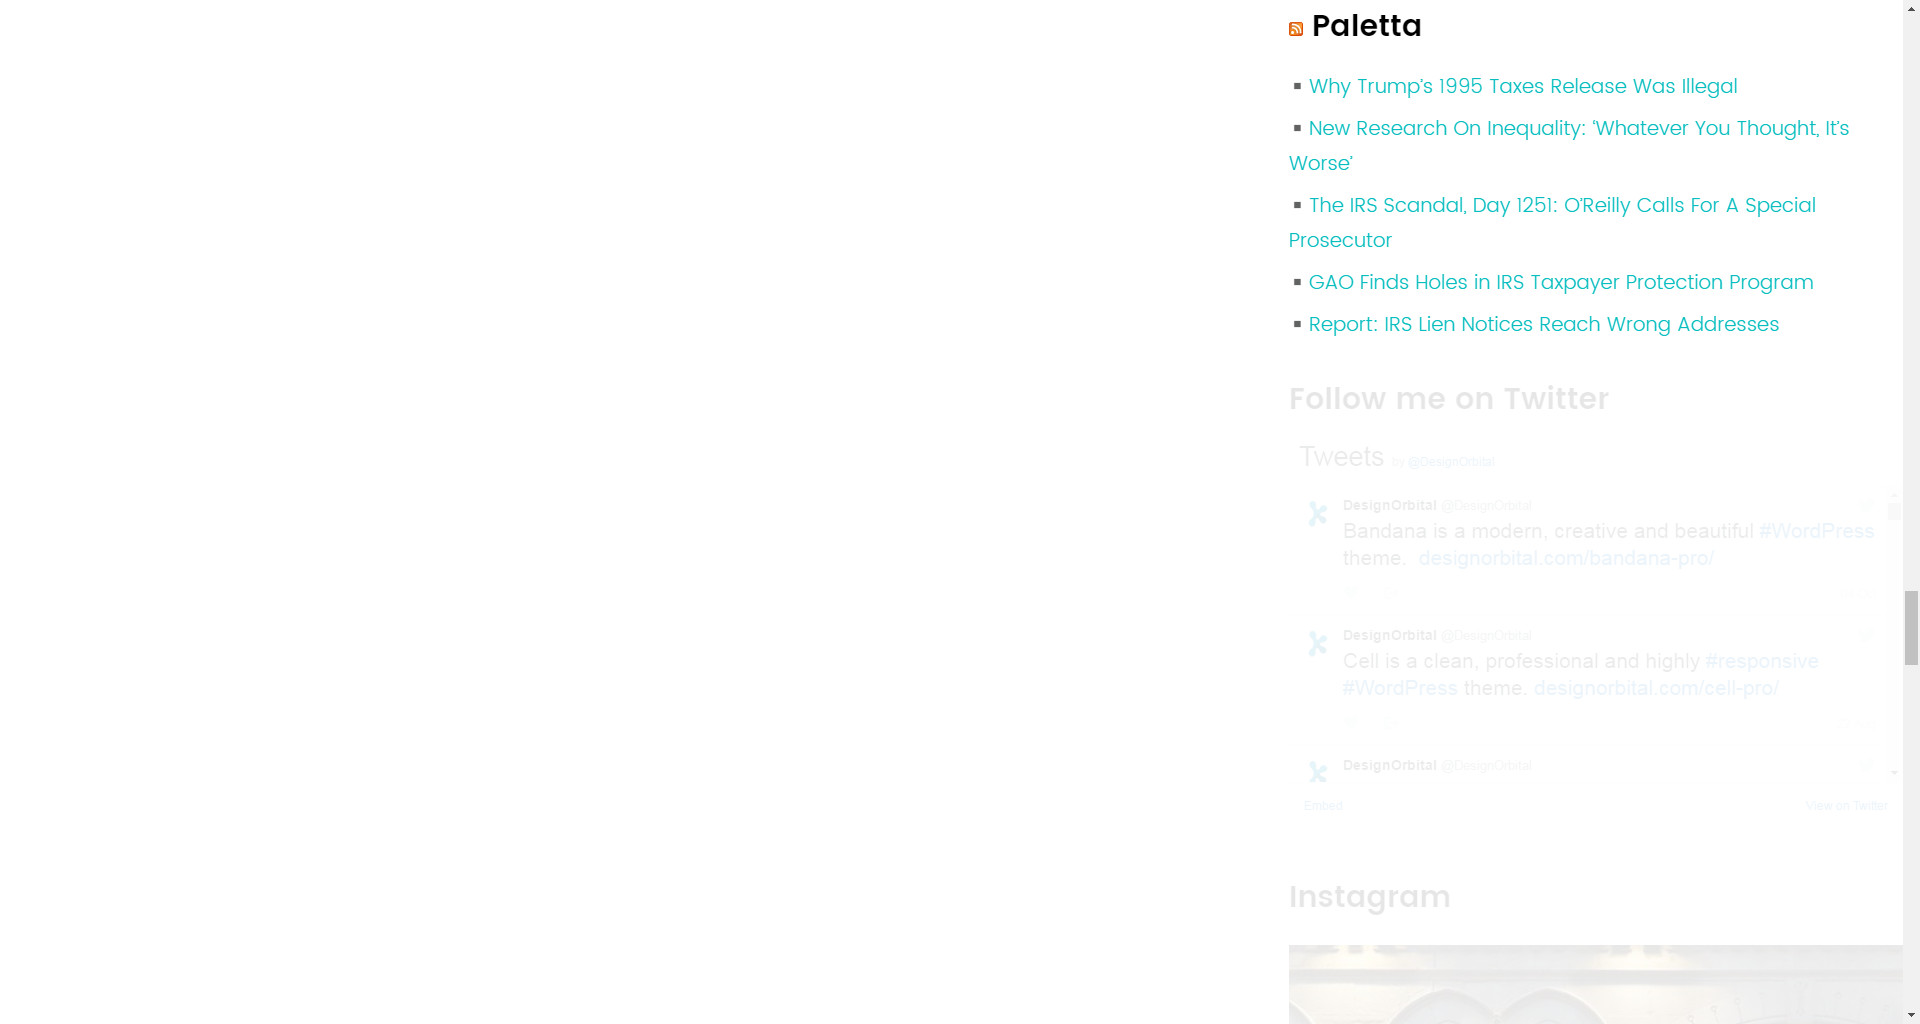 Paletta
▪ Why Trump's 1995 Taxes Release Was Illegal
▪ New Research On Inequality: 'Whatever You Thought, It's
Worse'
▪ The IRS Scandal, Day 1251: O'Reilly Calls For A Special
Prosecutor
▪ GAO Finds Holes in IRS Taxpayer Protection Program
▪ Report: IRS Lien Notices Reach Wrong Addresses
Follow me on Twitter
Tweets by @DesignOrbital
DesignOrbital @DesignOrbital
Bandana is a modern, creative and beautiful #WordPress
theme. designorbital.com/bandana-pro/
DesignOrbital @DesignOrbital
Cell is a clean, professional and highly #responsive
#WordPress theme. designorbital.com/cell-pro/
DesignOrbital @DesignOrbital
Embed View on Twitter
Instagram